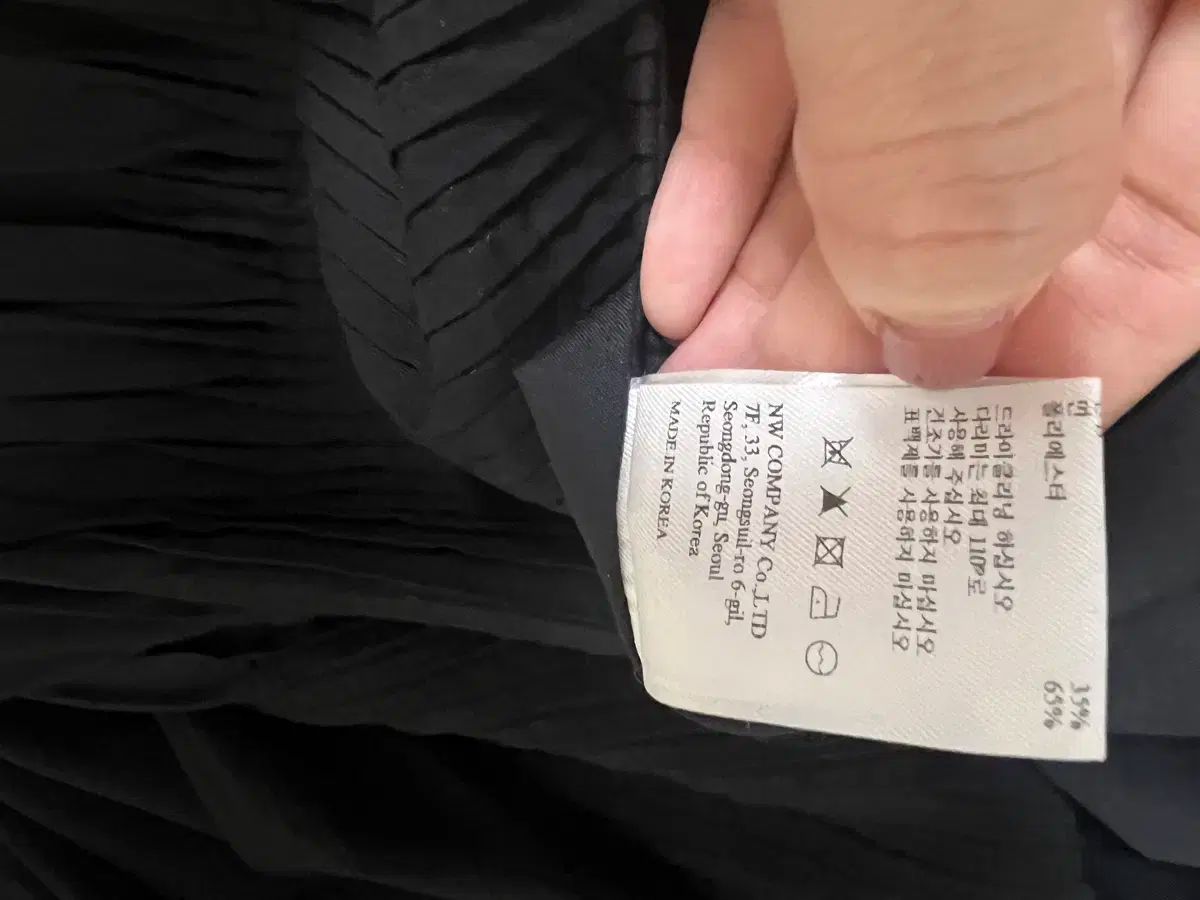 면 35%
폴리에스터 65%
드라이클리닝 하십시오
다리미는 최대 110°로
사용해 주십시오
건조기를 사용하지 마십시오
표백제를 사용하지 마십시오
NW COMPANY Co.,LTD
7F, 33, Seongsuil-ro 6-gil,
Seongdong-gu, Seoul
Republic of Korea
MADE IN KOREA